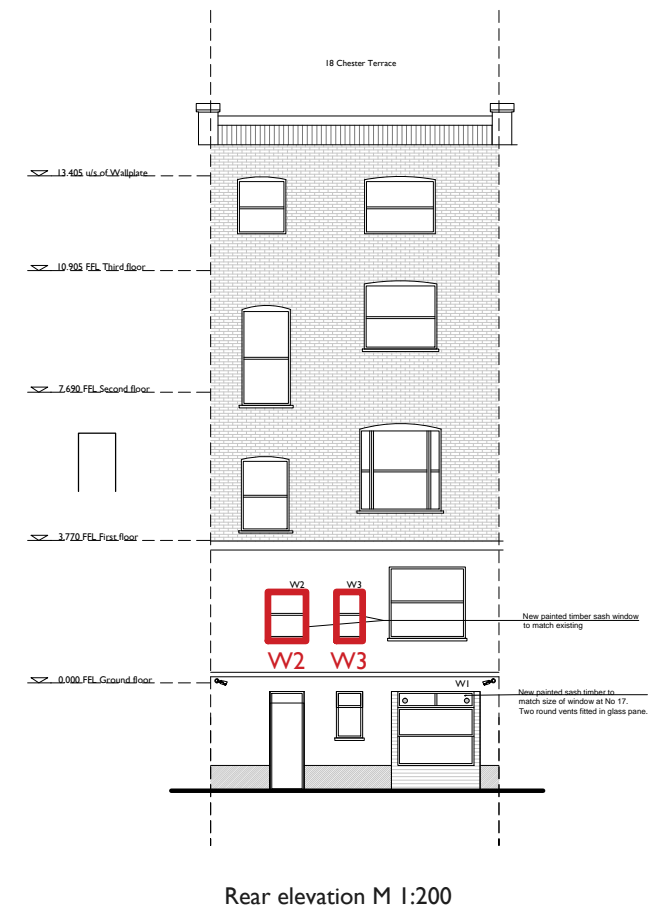 18 Chester Terrace
13.405 u/s of Wallplate
10.905 FFL Third floor
7.690 FFL Second floor
3.770 FFL First floor
W2
W3
New painted timber sash window
to match existing
W2
W3
0.000 FFL Ground floor
W1
New painted sash timber to
match size of window at No 17.
Two round vents fitted in glass pane.
Rear elevation M 1:200